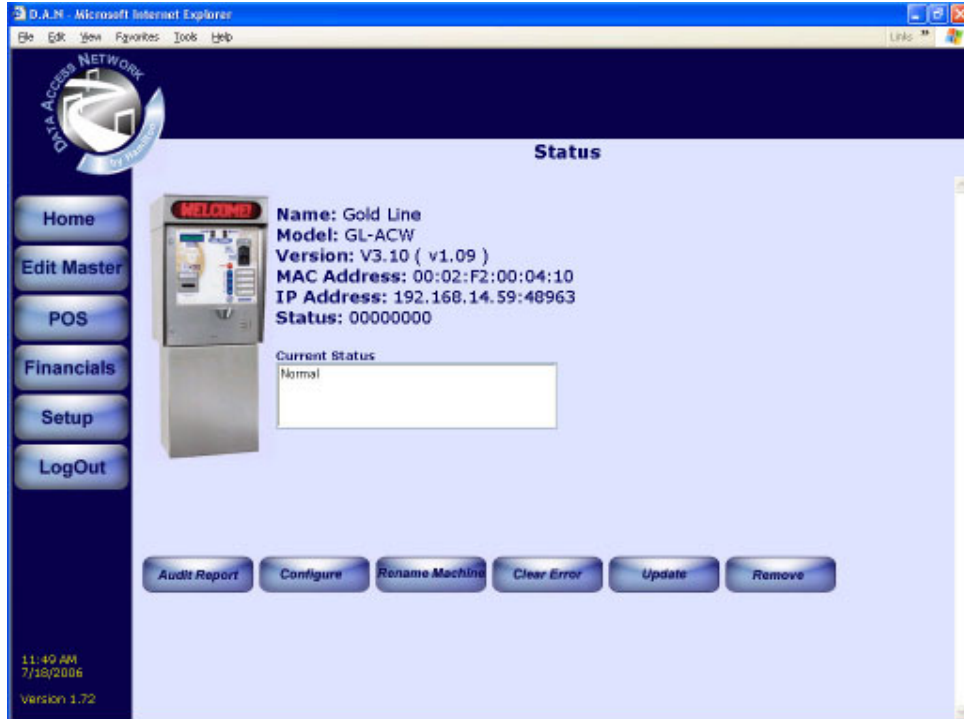 D.A.N - Microsoft Internet Explorer
File Edit View Favorites Tools Help
Links »
DATA ACCESS NETWORK
by Hamilton
Status
Home
Edit Master
POS
Financials
Setup
LogOut
WELCOME!
Name: Gold Line
Model: GL-ACW
Version: V3.10 ( v1.09 )
MAC Address: 00:02:F2:00:04:10
IP Address: 192.168.14.59:48963
Status: 00000000
Current Status
Normal
Audit Report
Configure
Rename Machine
Clear Error
Update
Remove
11:49 AM
7/18/2006
Version 1.72